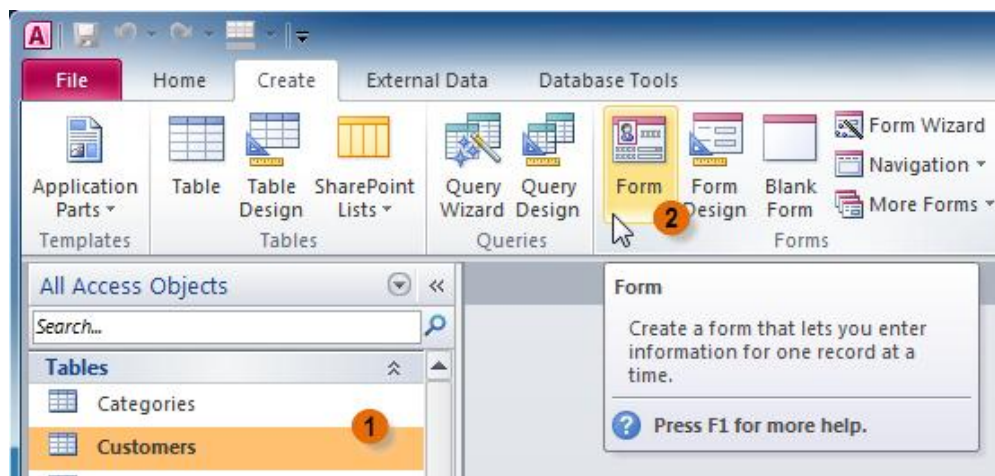 A
File Home Create External Data Database Tools
Application Parts
Table
Table Design
SharePoint Lists
Query Wizard
Query Design
Form
Form Design
Blank Form
Form Wizard
Navigation
More Forms
Templates Tables Queries Forms
2
All Access Objects
Search...
Tables
Categories
1
Customers
Form
Create a form that lets you enter
information for one record at a
time.
? Press F1 for more help.